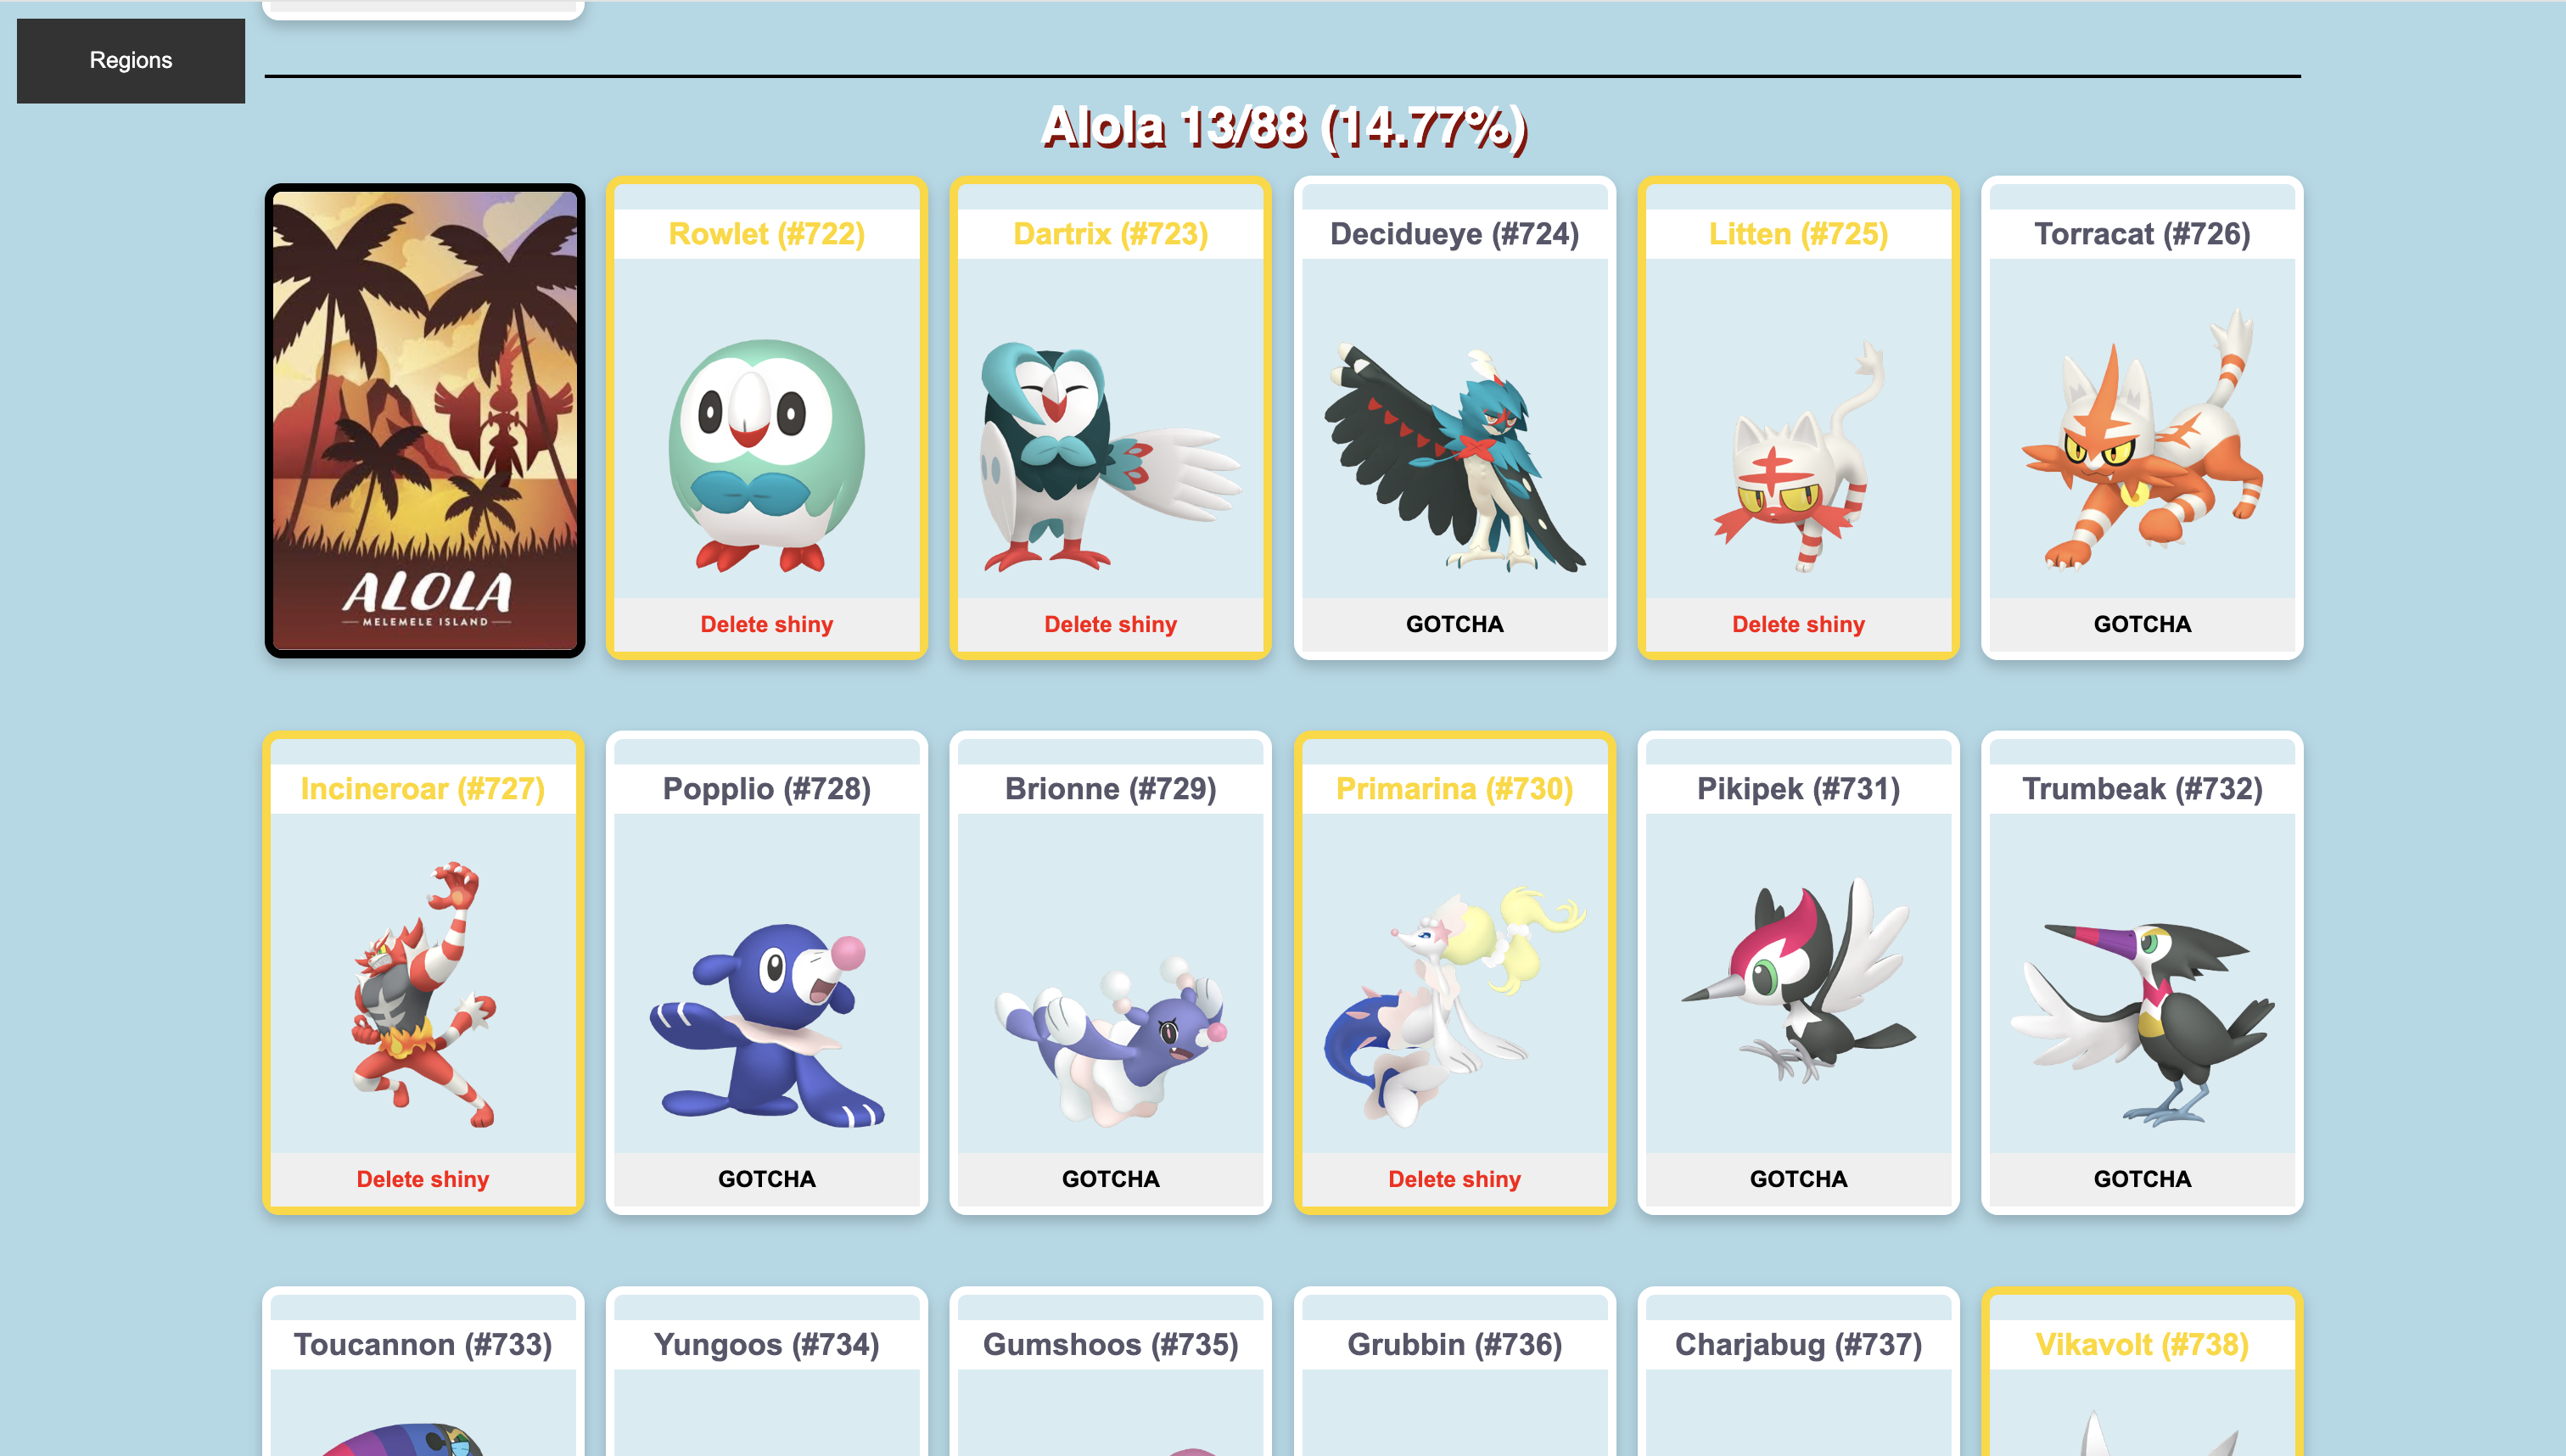 Regions
Alola 13/88 (14.77%)
ALOLA
MELEMELE ISLAND
Rowlet (#722)
Delete shiny
Dartrix (#723)
Delete shiny
Decidueye (#724)
GOTCHA
Litten (#725)
Delete shiny
Torracat (#726)
GOTCHA
Incineroar (#727)
Delete shiny
Popplio (#728)
GOTCHA
Brionne (#729)
GOTCHA
Primarina (#730)
Delete shiny
Pikipek (#731)
GOTCHA
Trumbeak (#732)
GOTCHA
Toucannon (#733)
Yungoos (#734)
Gumshoos (#735)
Grubbin (#736)
Charjabug (#737)
Vikavolt (#738)